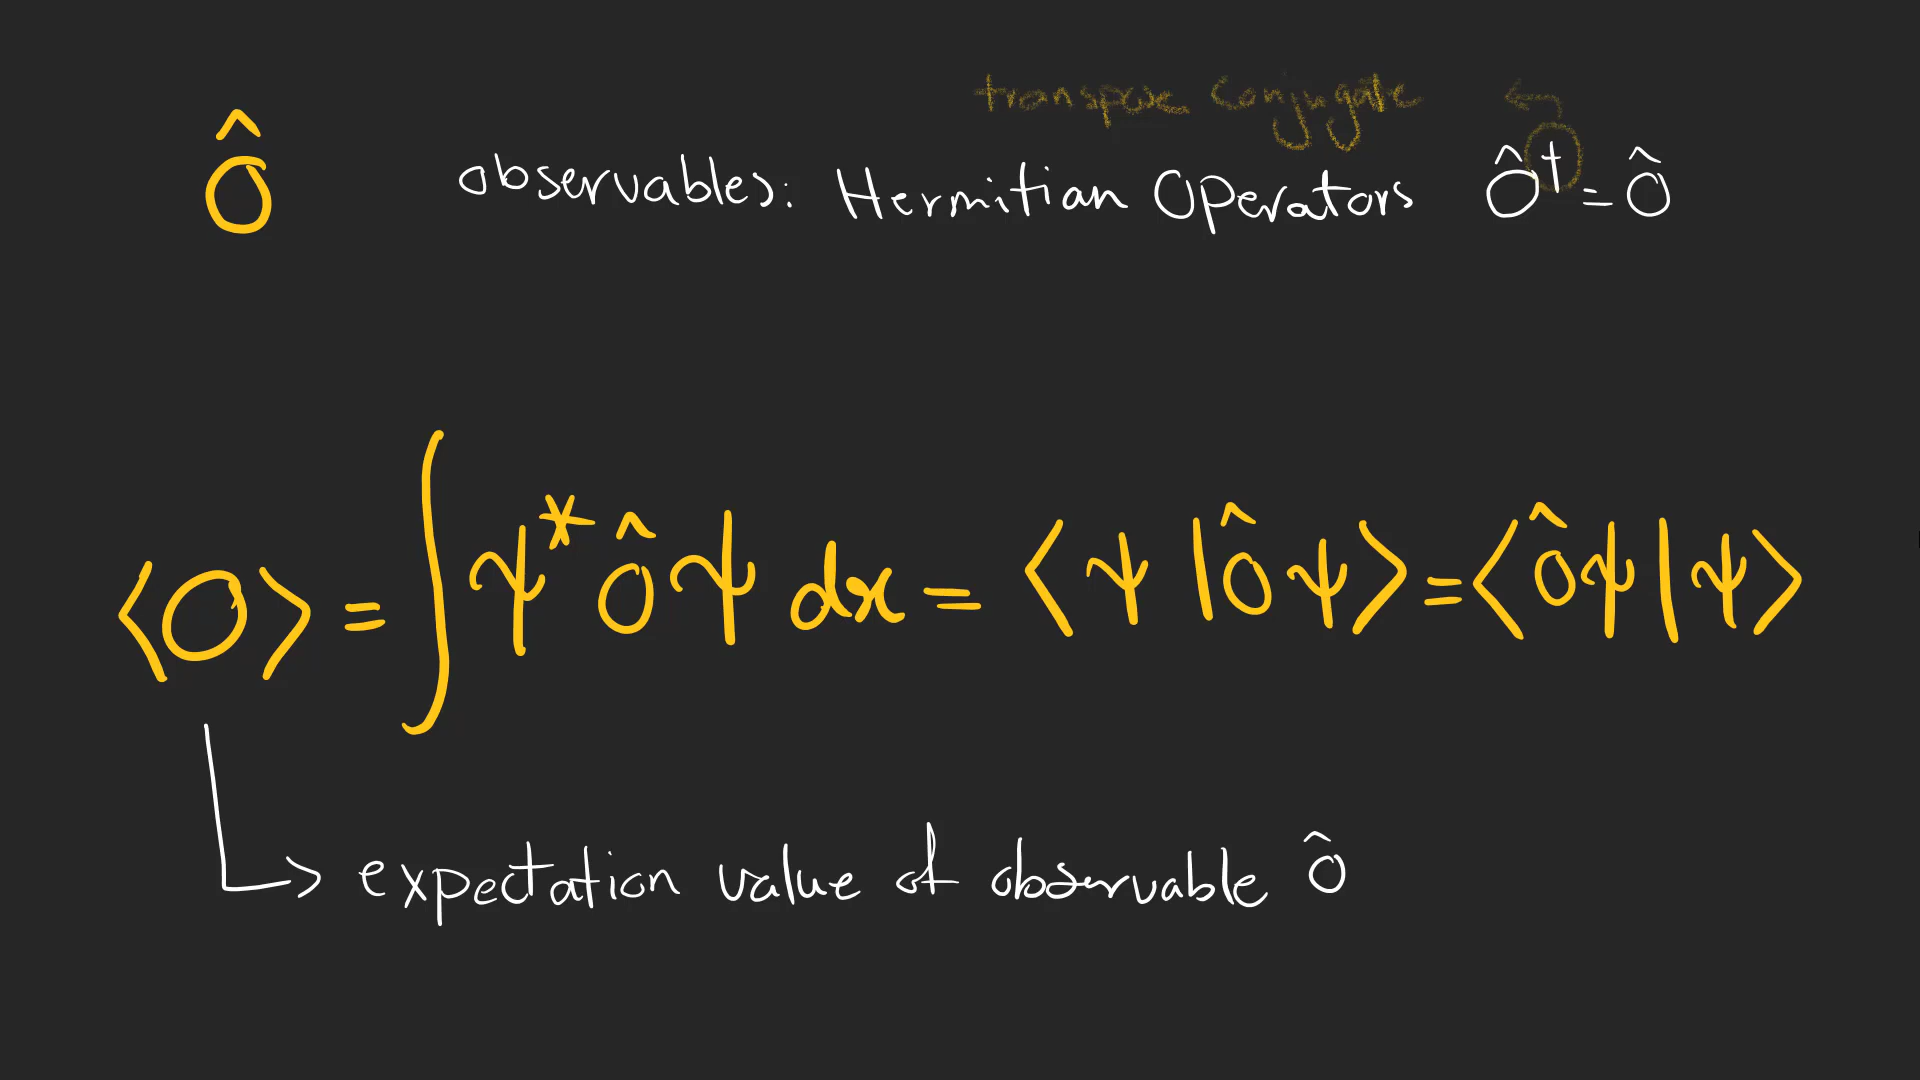 transpose conjugate ←
Ô observables: Hermitian Operators Ô† = Ô
⟨O⟩ = ∫ψ* Ô ψ dx = ⟨ψ|Ôψ⟩ = ⟨Ôψ|ψ⟩
↳ expectation value of observable Ô